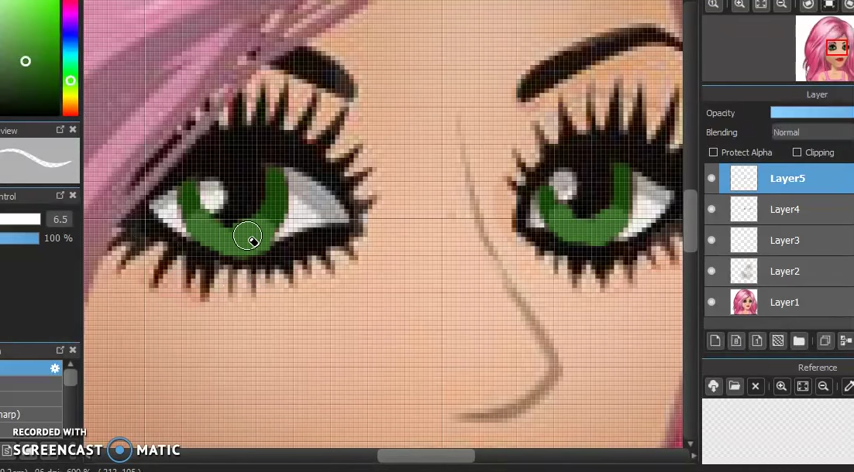 Layer
view
Opacity
Blending
Normal
Protect Alpha
Clipping
Layer5
ntrol
Layer4
6.5
100 %
Layer3
Layer2
Layer1
Reference
harp)
RECORDED WITH
SCREENCAST MATIC